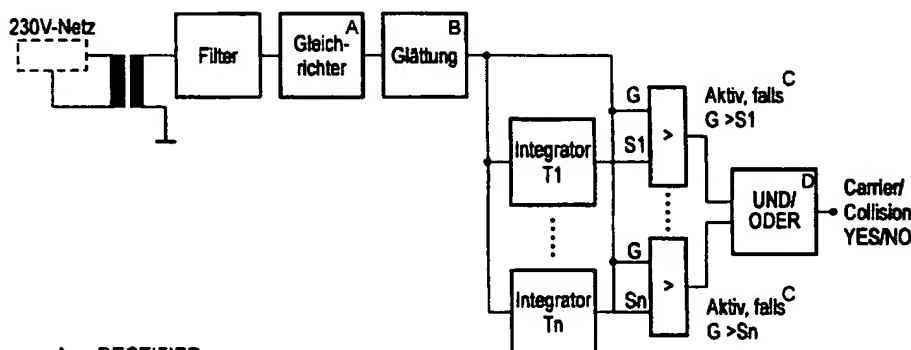 230V-Netz
Filter
A
Gleich-
richter
B
Glättung
G
S1
>
Aktiv, falls C
G >S1
Integrator
T1
UND/
ODER
D
Carrier/
Collision
YES/NO
Integrator
Tn
G
Sn
>
Aktiv, falls C
G >Sn